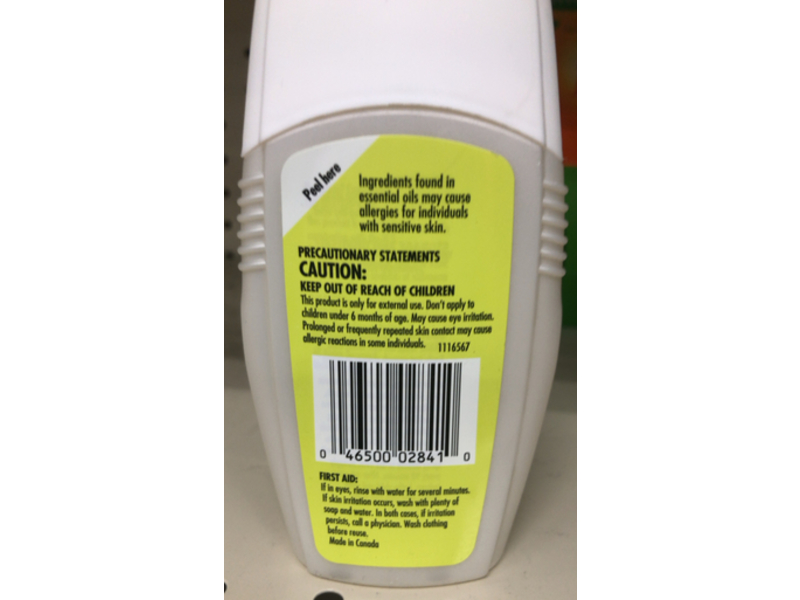 Peel here
Ingredients found in
essential oils may cause
allergies for individuals
with sensitive skin.
PRECAUTIONARY STATEMENTS
CAUTION:
KEEP OUT OF REACH OF CHILDREN
This product is only for external use. Don't apply to
children under 6 months of age. May cause eye irritation.
Prolonged or frequently repeated skin contact may cause
allergic reactions in some individuals. 1116567
0 46500 02841 0
FIRST AID:
If in eyes, rinse with water for several minutes.
If skin irritation occurs, wash with plenty of
soap and water. In both cases, if irritation
persists, call a physician. Wash clothing
before reuse.
Made in Canada